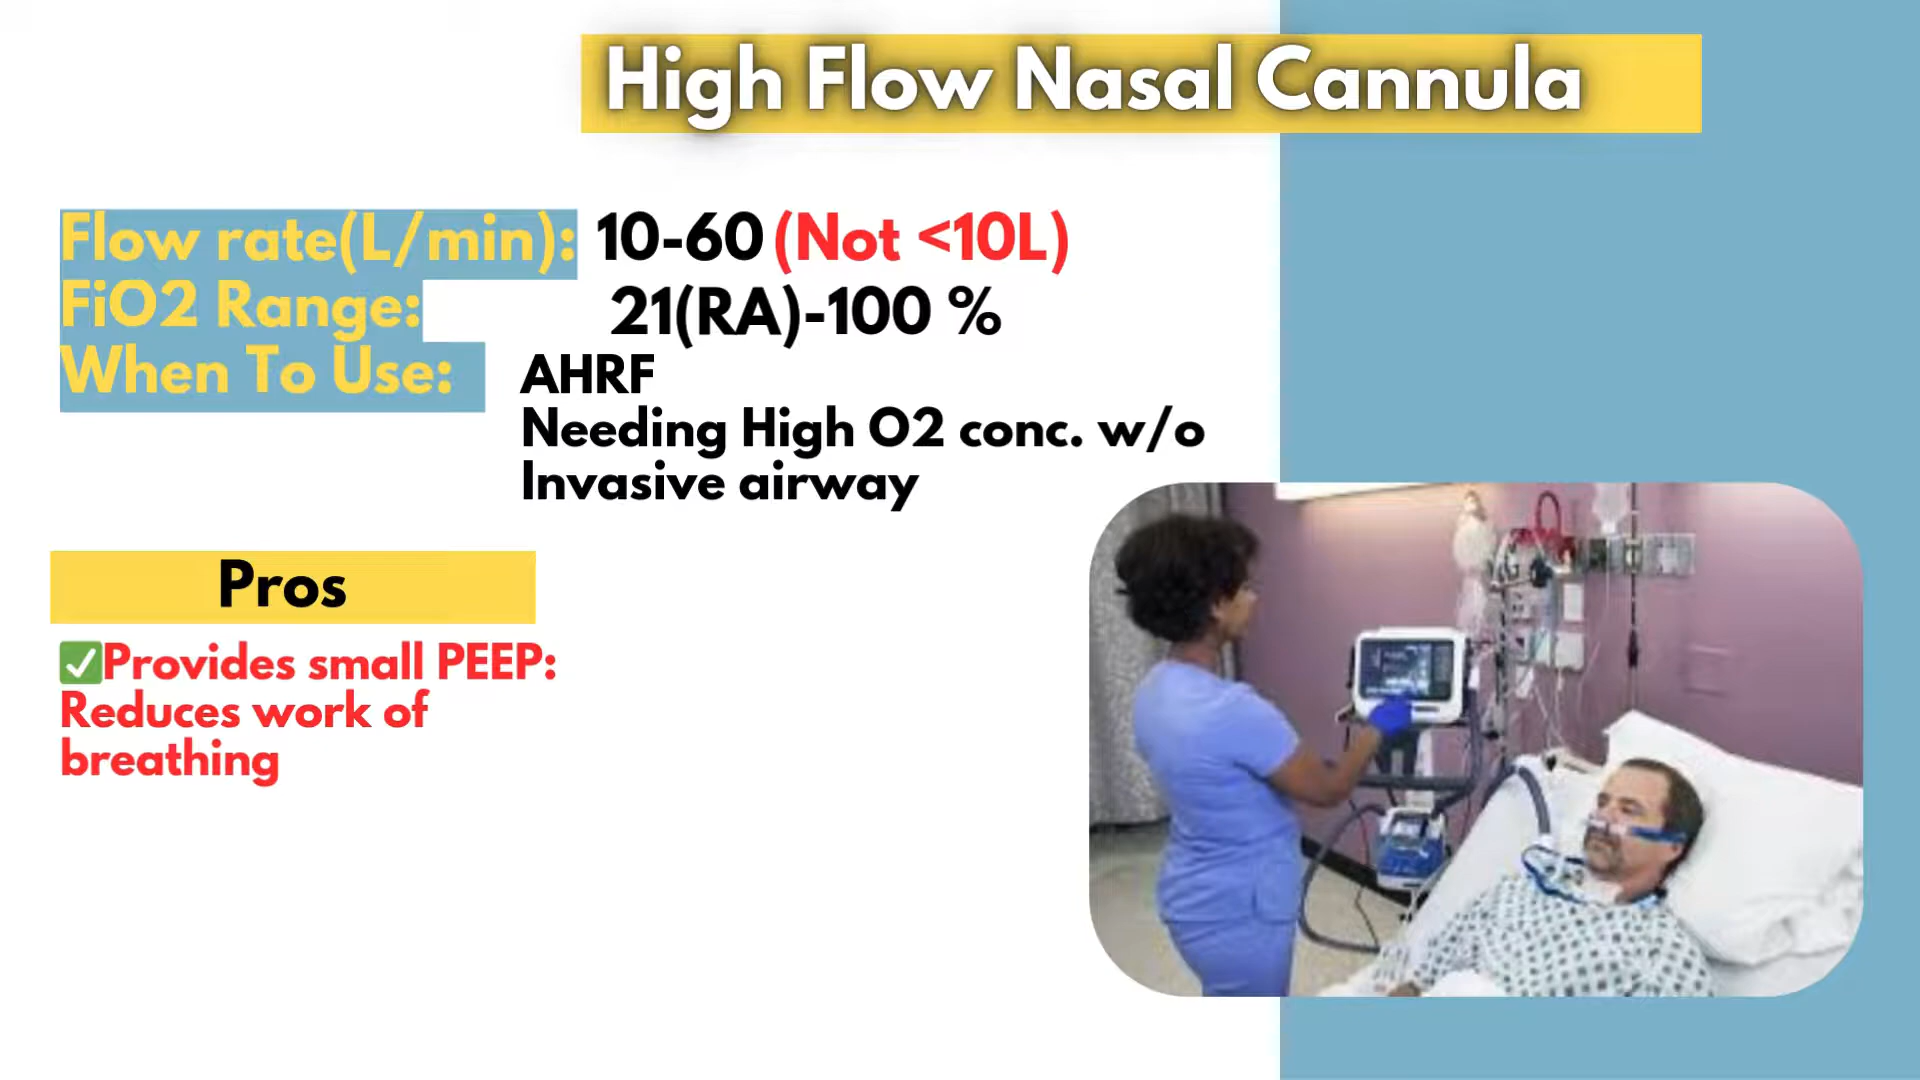 High Flow Nasal Cannula
Flow rate(L/min): 10-60 (Not <10L)
FiO2 Range: 21(RA)-100 %
When To Use: AHRF
Needing High O2 conc. w/o
Invasive airway
Pros
✅Provides small PEEP:
Reduces work of
breathing